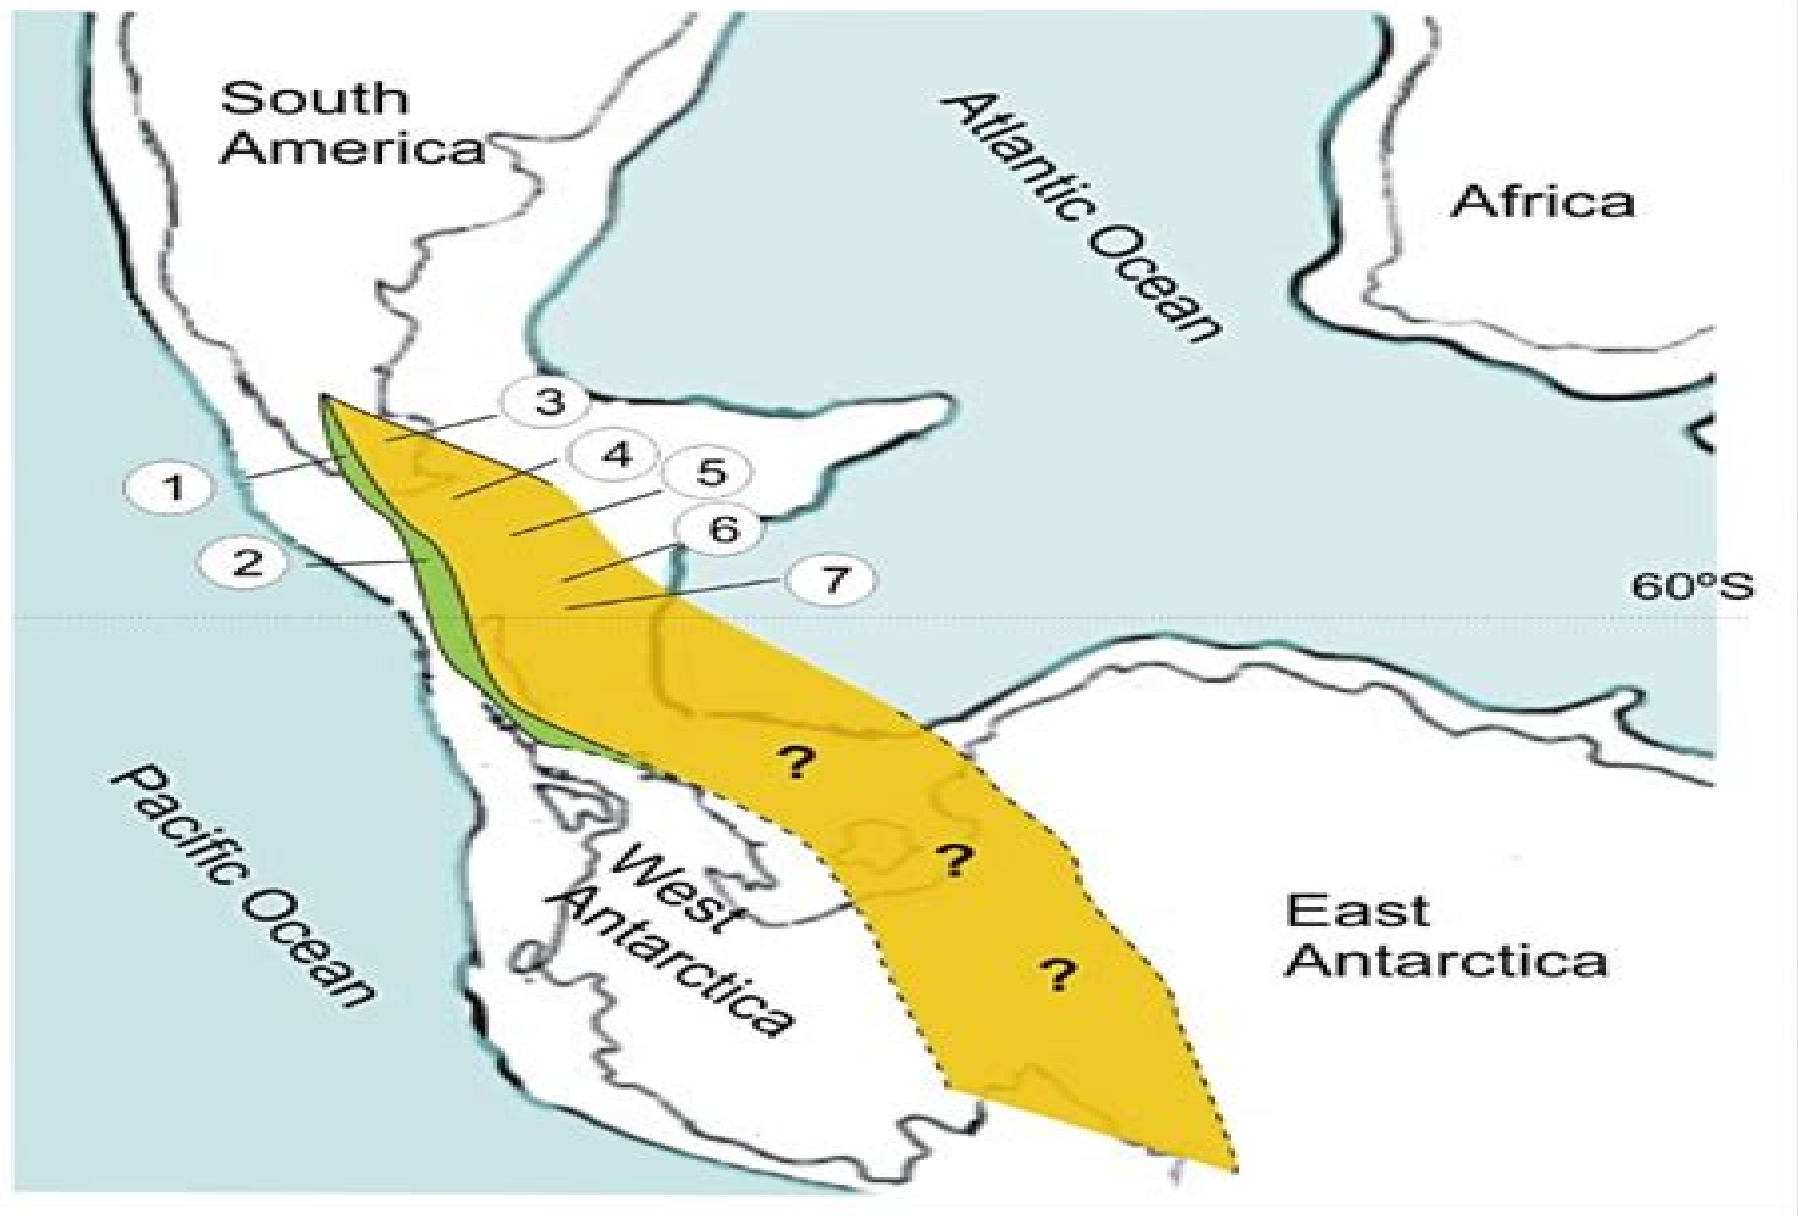 South
America
Atlantic Ocean
Africa
3
4
5
1
6
2
7
60ºS
?
Pacific Ocean
?
West
Antarctica
East
Antarctica
?